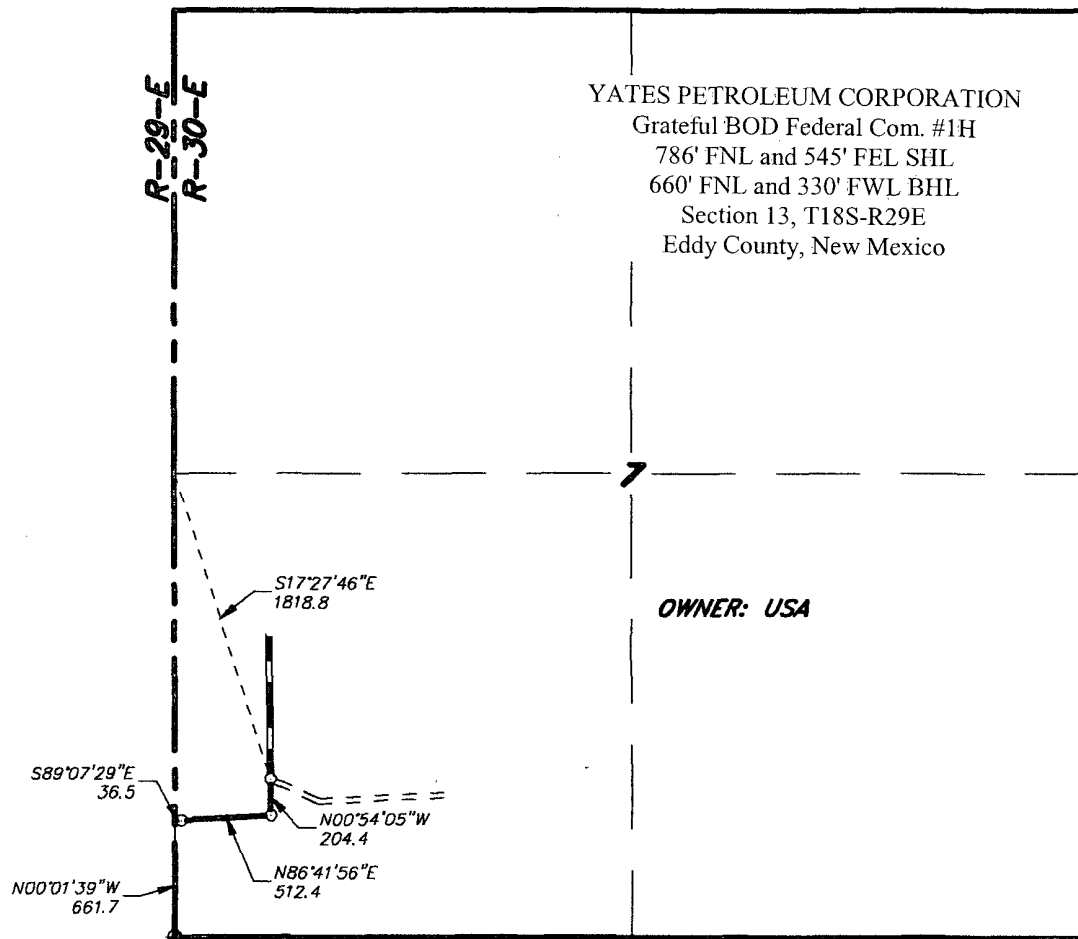 R-29-E
R-30-E
YATES PETROLEUM CORPORATION
Grateful BOD Federal Com. #1H
786' FNL and 545' FEL SHL
660' FNL and 330' FWL BHL
Section 13, T18S-R29E
Eddy County, New Mexico
7
S17°27'46"E
1818.8
OWNER: USA
S89°07'29"E
36.5
N00°54'05"W
204.4
N86°41'56"E
512.4
N00°01'39"W
661.7